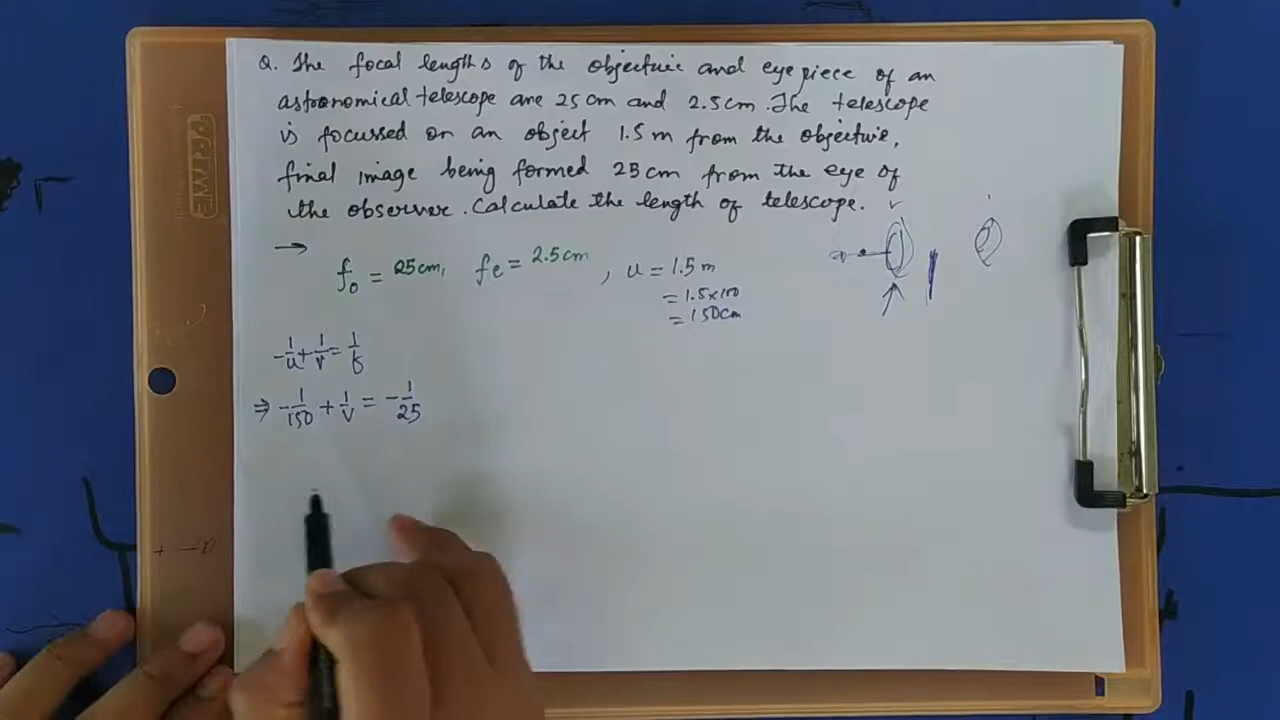 Q. The focal lengths of the objective and eyepiece of an
astronomical telescope are 25 cm and 2.5 cm. The telescope
is focussed on an object 1.5 m from the objective,
final image being formed 25 cm from the eye of
the observer. Calculate the length of telescope.
→ f₀ = 25cm, fe = 2.5cm, u = 1.5 m
= 1.5×100
= 150cm
-1/u + 1/v = 1/f
⇒ -1/150 + 1/v = -1/25